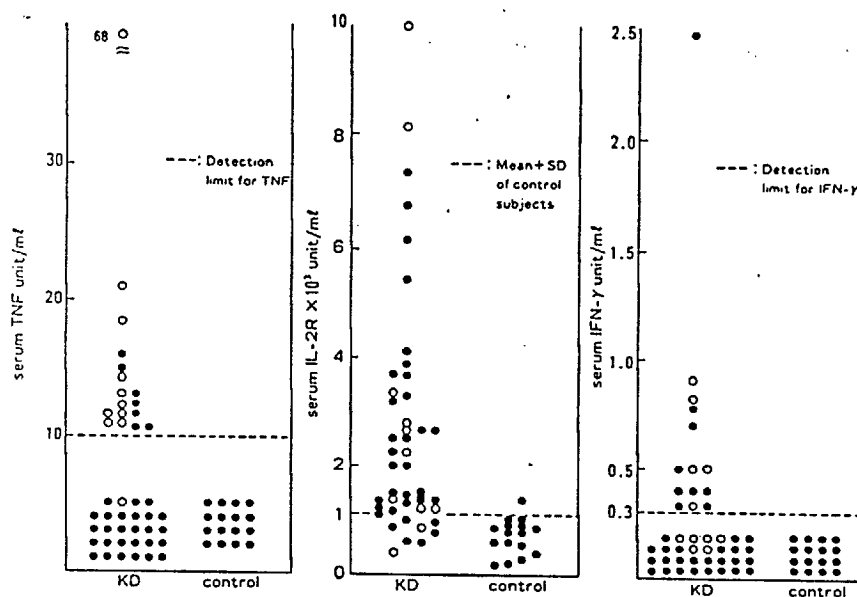 68
30
20
10
serum TNF unit/mℓ
-----: Detection
limit for TNF
KD
control
10
8
6
4
2
1
0
serum IL-2R ×10³ unit/mℓ
-----: Mean+SD
of control
subjects
KD
control
2.5
2.0
1.0
0.5
0.3
serum IFN-γ unit/mℓ
-----: Detection
limit for IFN-γ
KD
control